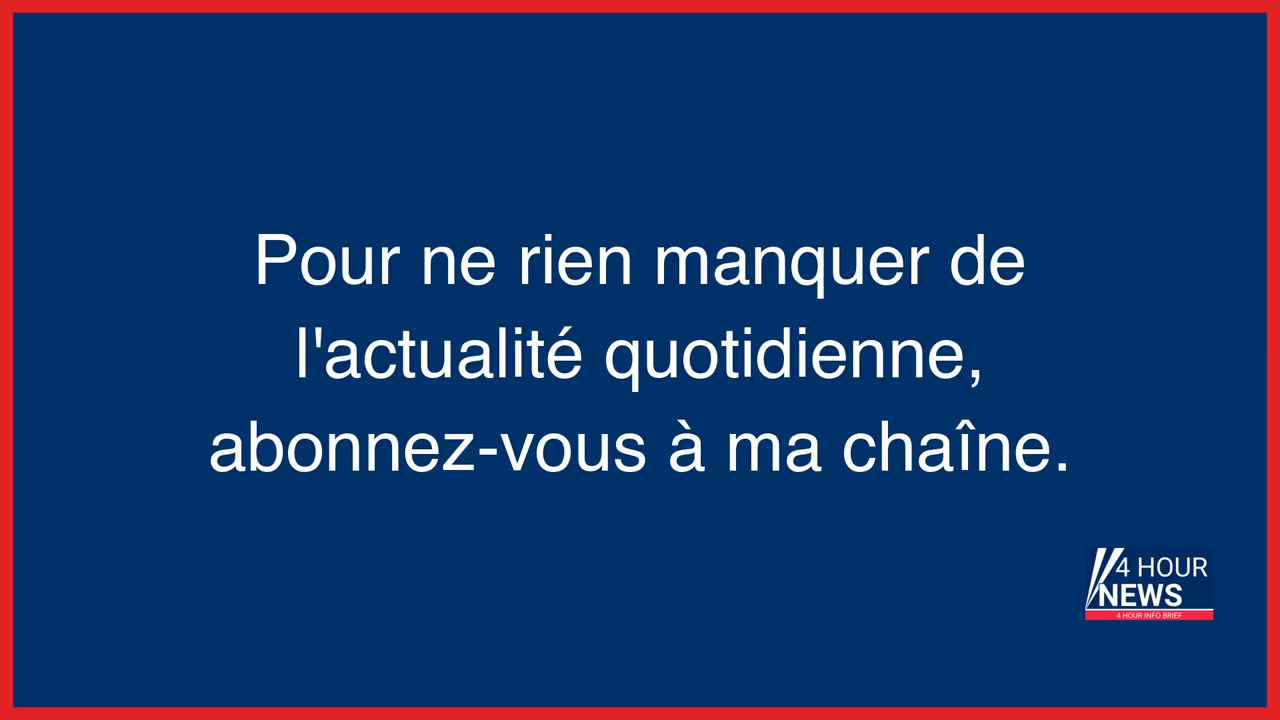 Pour ne rien manquer de
l'actualité quotidienne,
abonnez-vous à ma chaîne.
4 HOUR
NEWS
4 HOUR INFO BRIEF